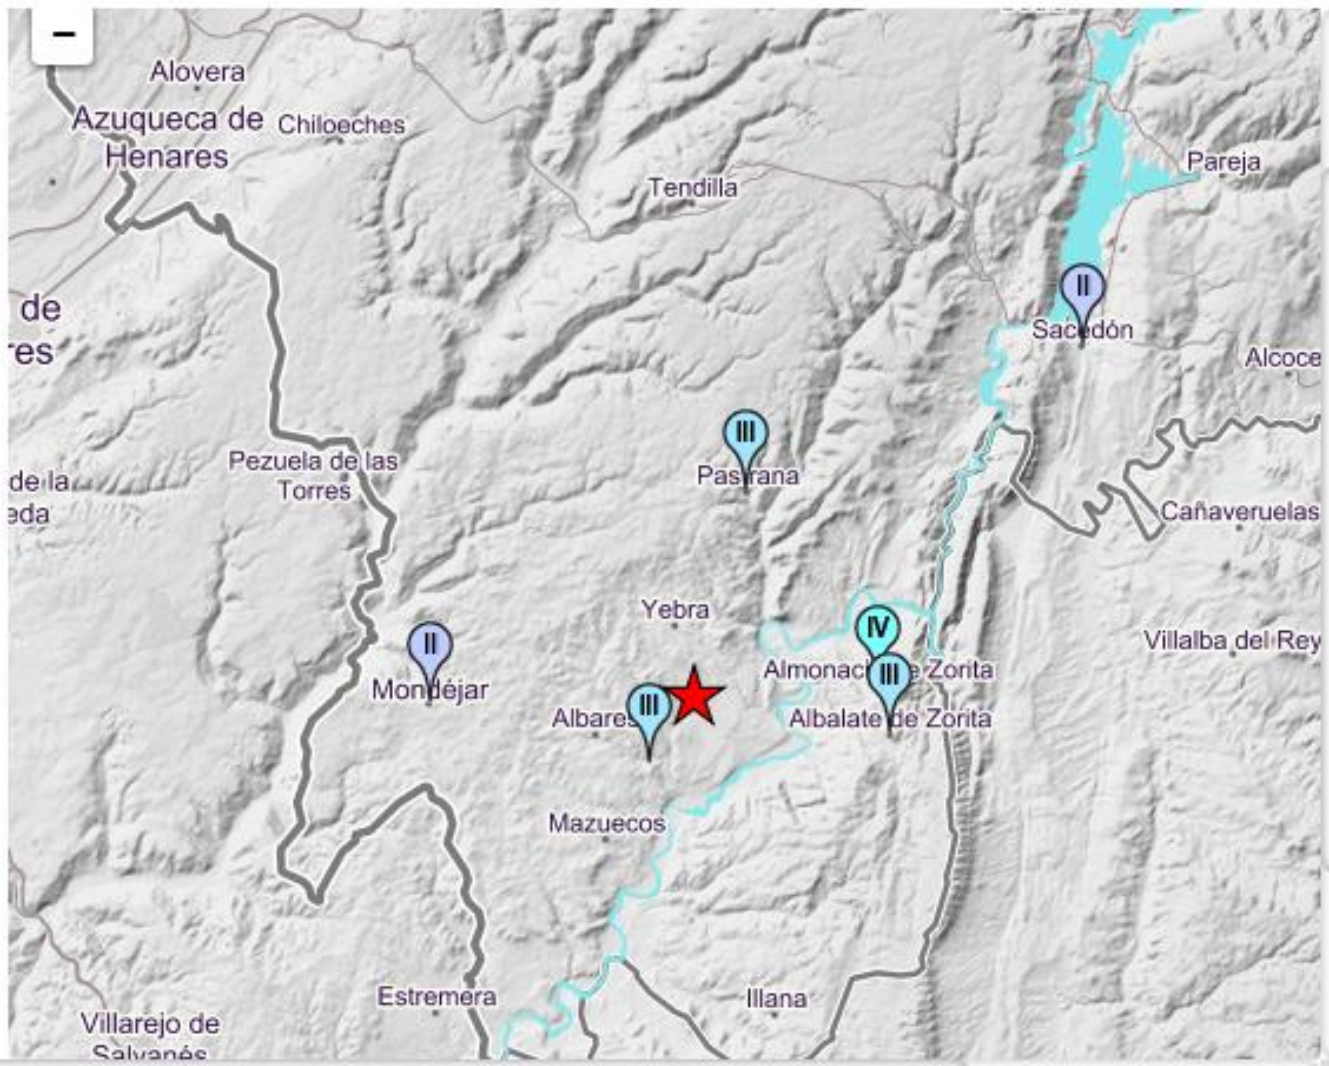 −
Alovera
Azuqueca de
Henares
Chiloeches
Tendilla
Pareja
de
res
II
Sacedón
Alcoce
III
Pastrana
Pezuela de las
Torres
de la
eda
Cañaveruelas
Yebra
IV
Villalba del Rey
II
Mondéjar
Almonacid de Zorita
III
III
Albares
Albalate de Zorita
Mazuecos
Estremera
Illana
Villarejo de
Salvanés